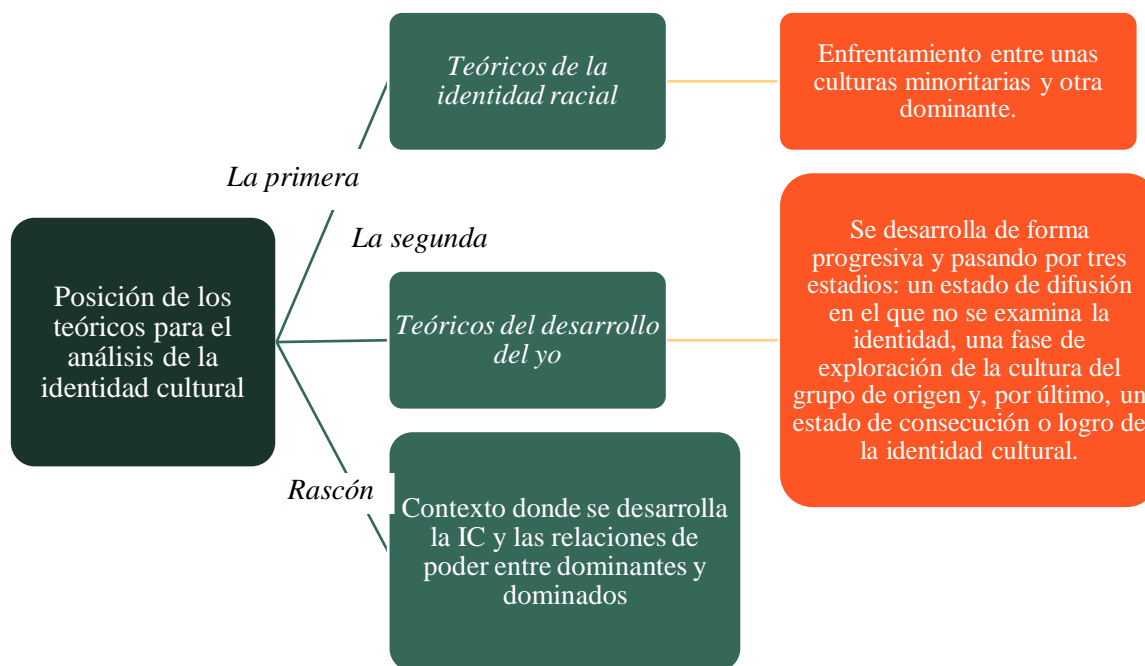 Posición de los
teóricos para el
análisis de la
identidad cultural
La primera
Teóricos de la
identidad racial
Enfrentamiento entre unas
culturas minoritarias y otra
dominante.
La segunda
Teóricos del desarrollo
del yo
Se desarrolla de forma
progresiva y pasando por tres
estadios: un estado de difusión
en el que no se examina la
identidad, una fase de
exploración de la cultura del
grupo de origen y, por último, un
estado de consecución o logro de
la identidad cultural.
Rascón
Contexto donde se desarrolla
la IC y las relaciones de
poder entre dominantes y
dominados